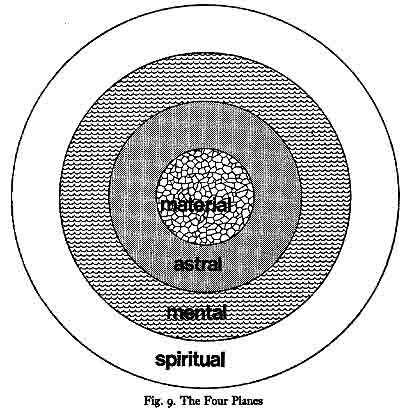 material
astral
mental
spiritual
Fig. 9. The Four Planes